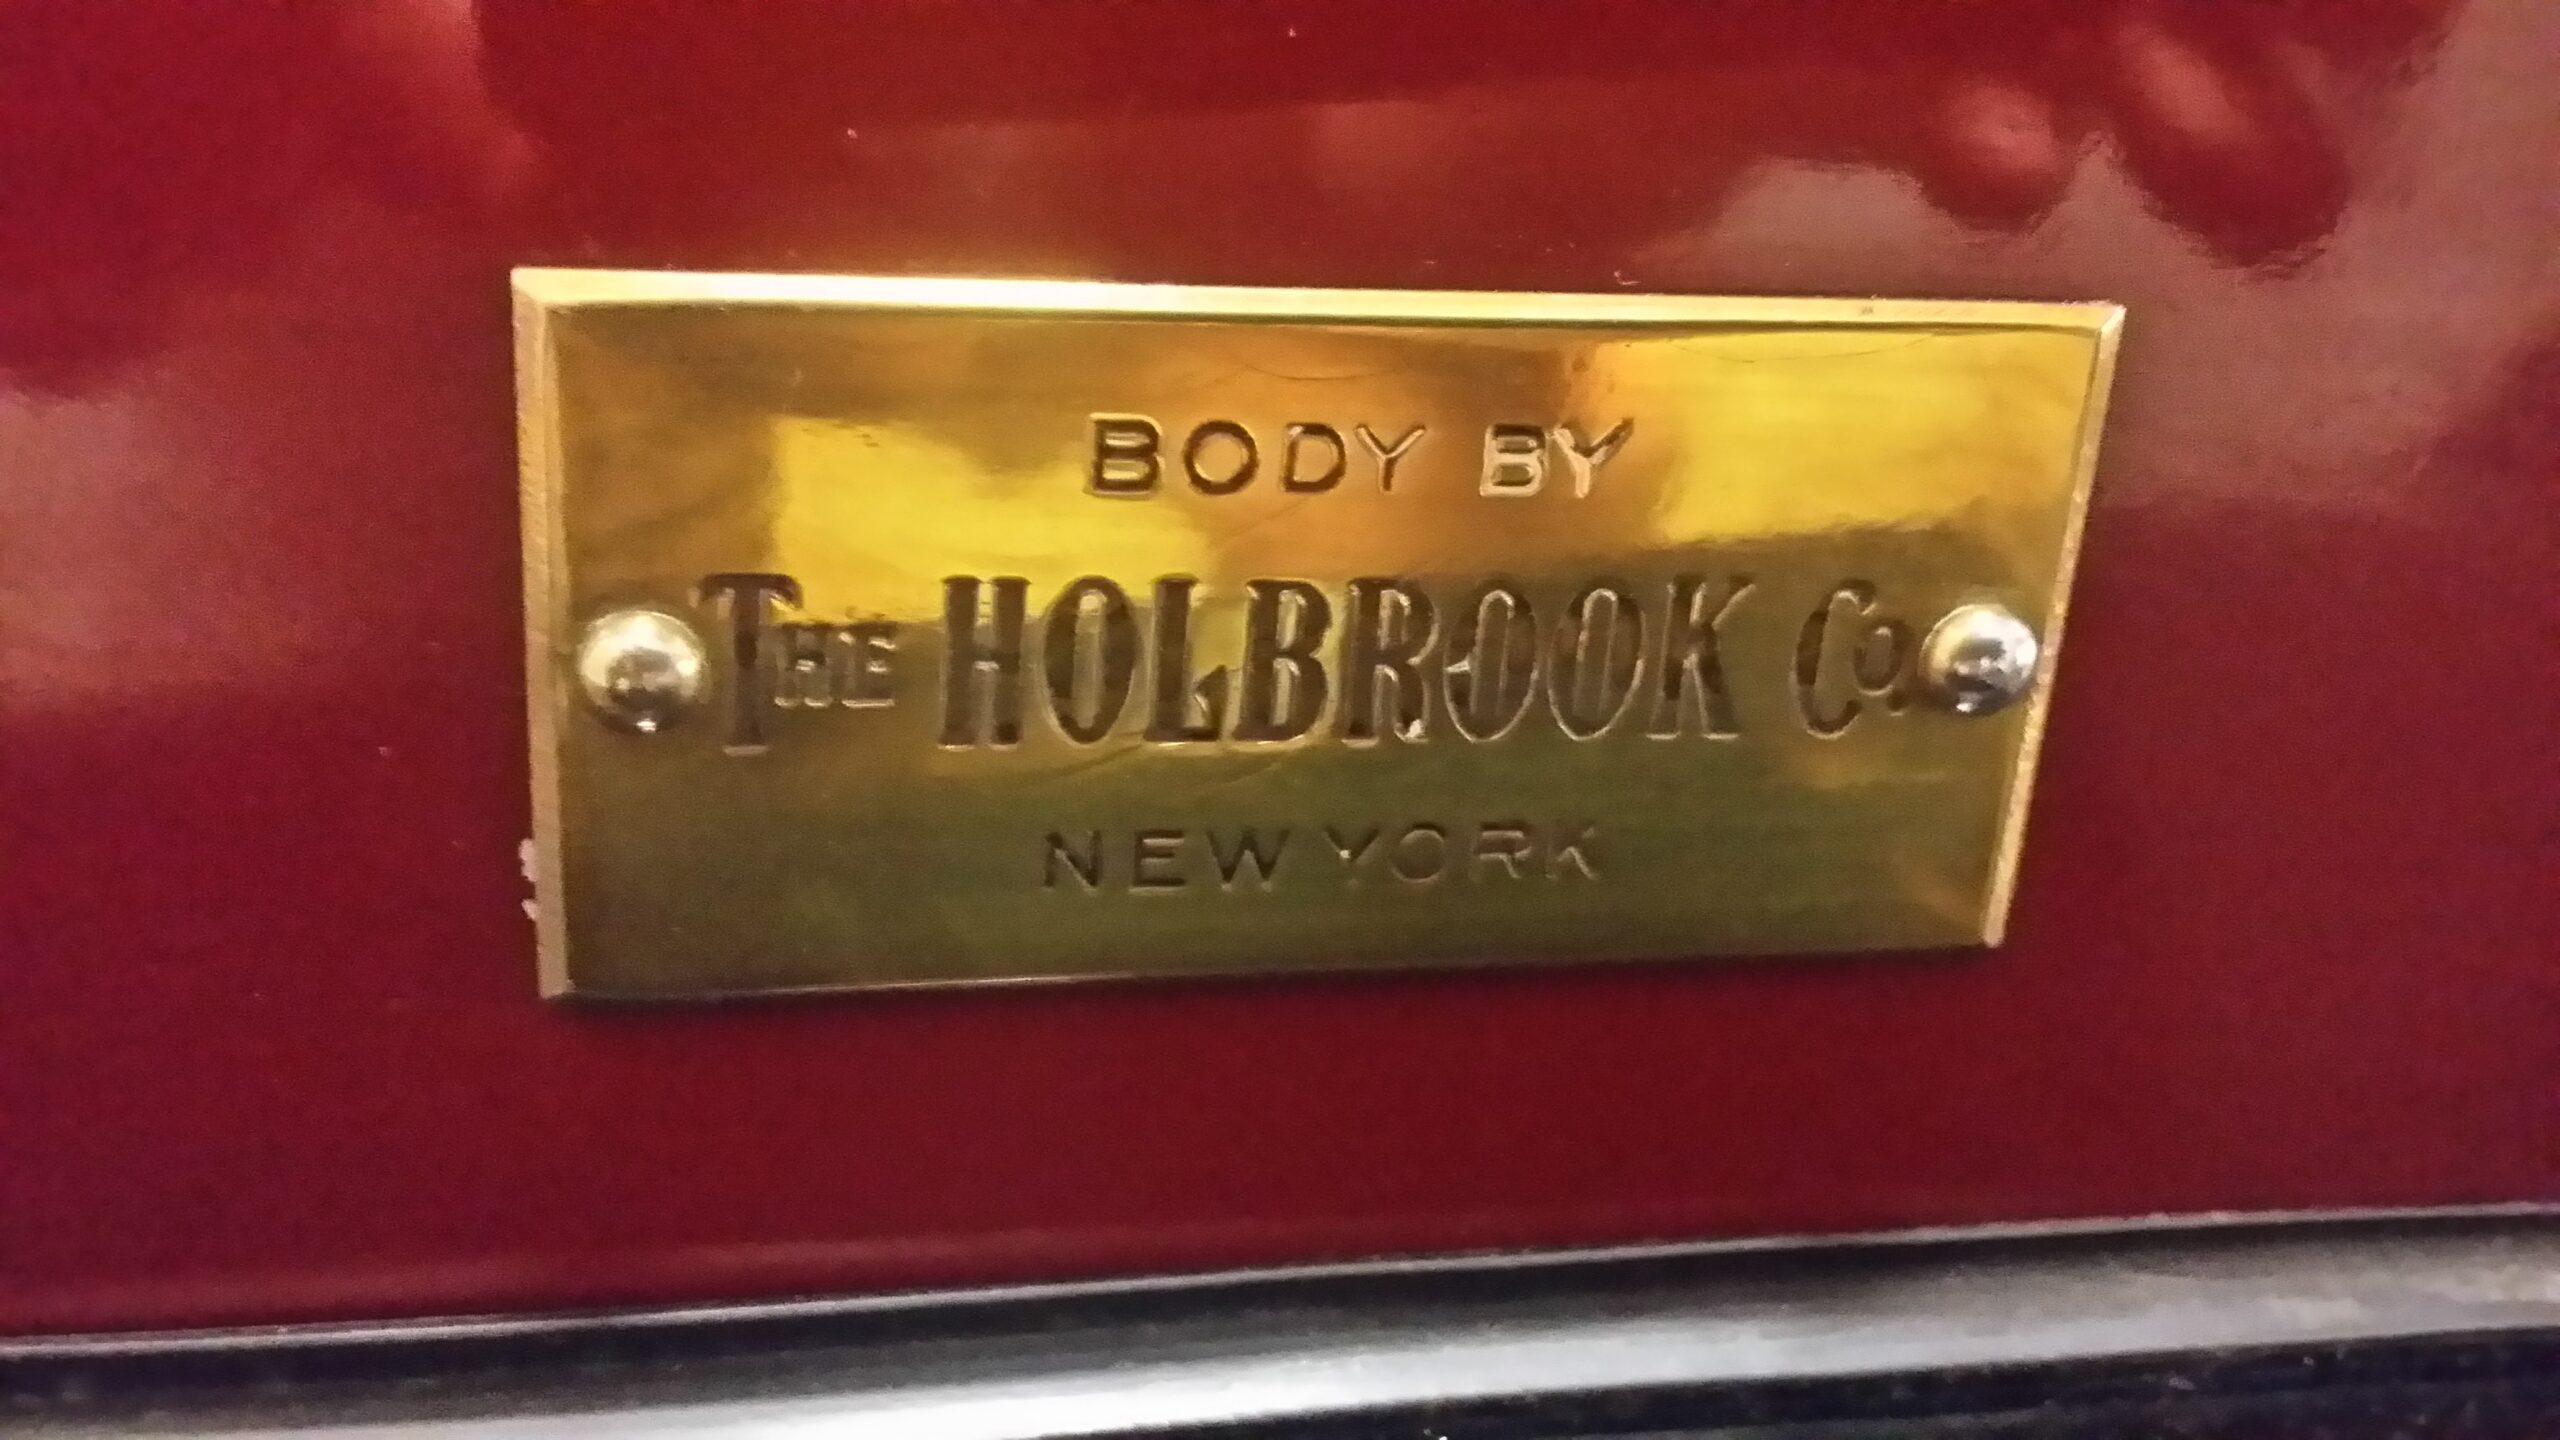 BODY BY
THE HOLBROOK CO.
NEW YORK